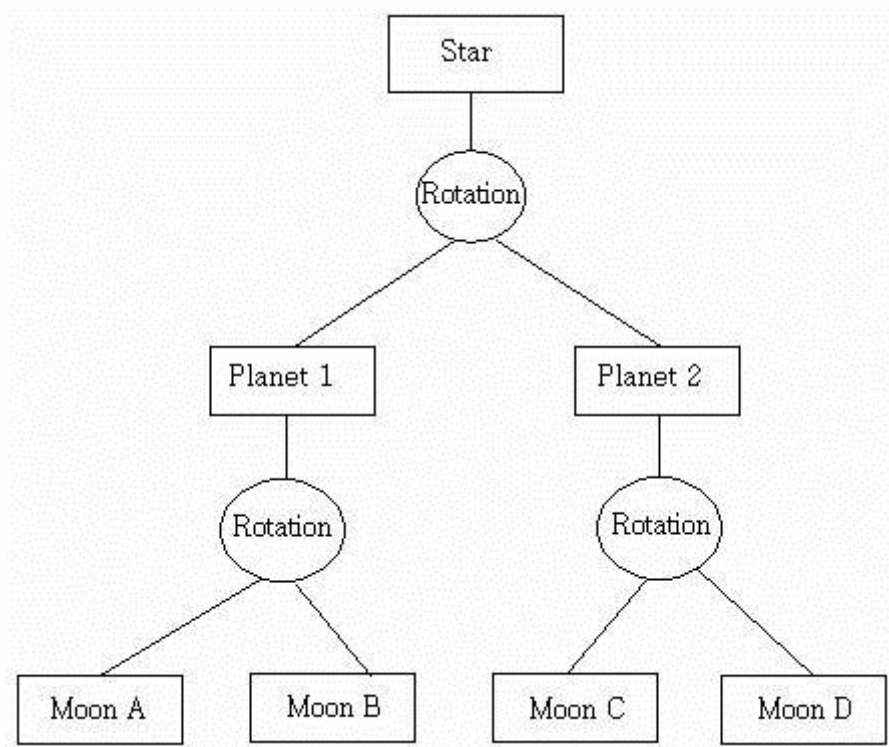 Star
Rotation
Planet 1
Planet 2
Rotation
Rotation
Moon A
Moon B
Moon C
Moon D